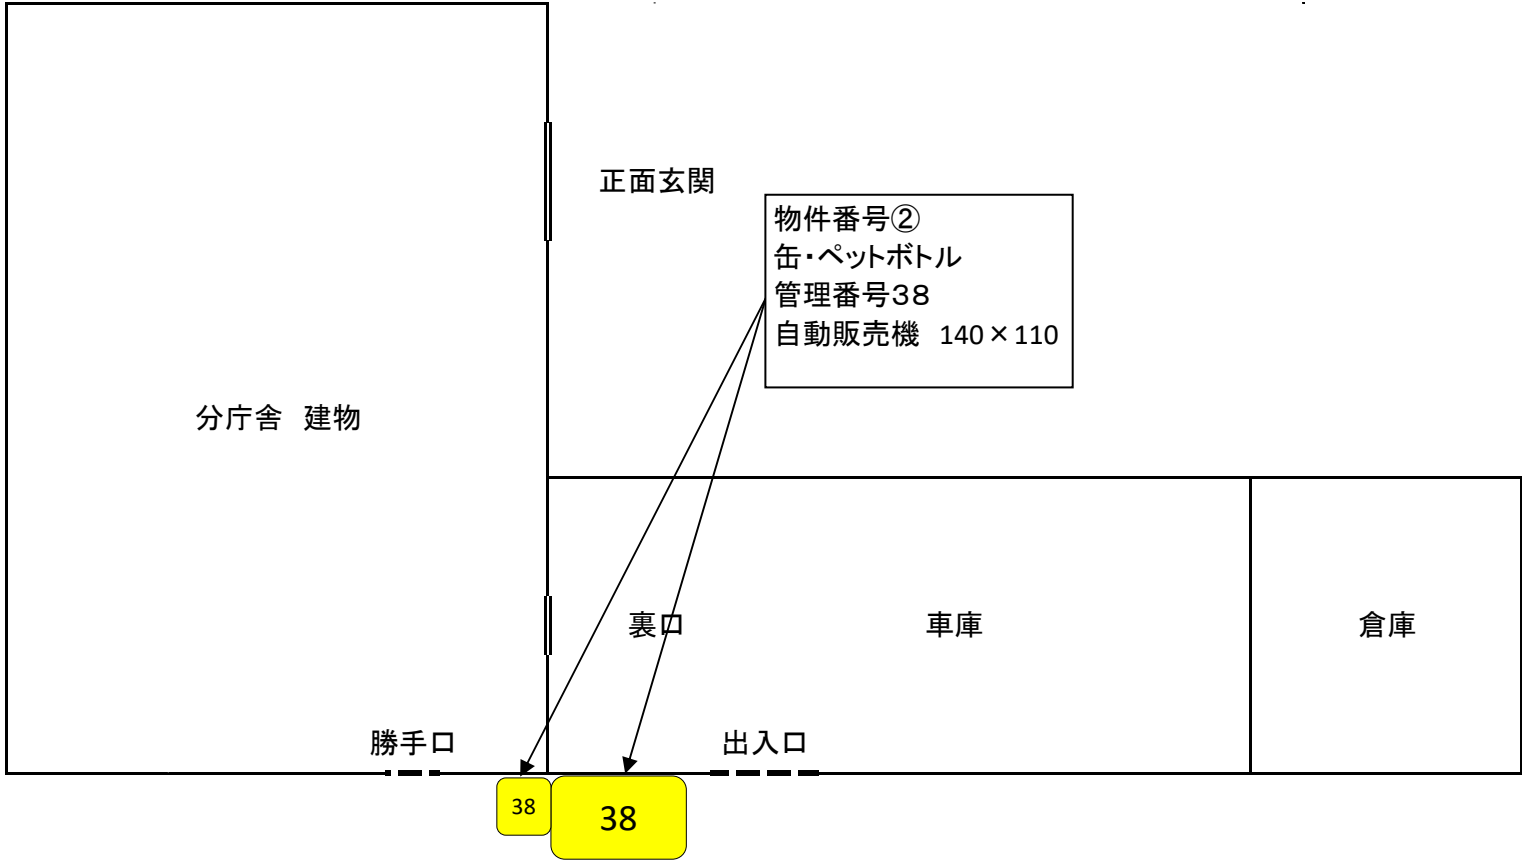 正面玄関
物件番号②
缶・ペットボトル
管理番号38
自動販売機　140×110
分庁舎　建物
裏口
車庫
倉庫
勝手口
出入口
38
38